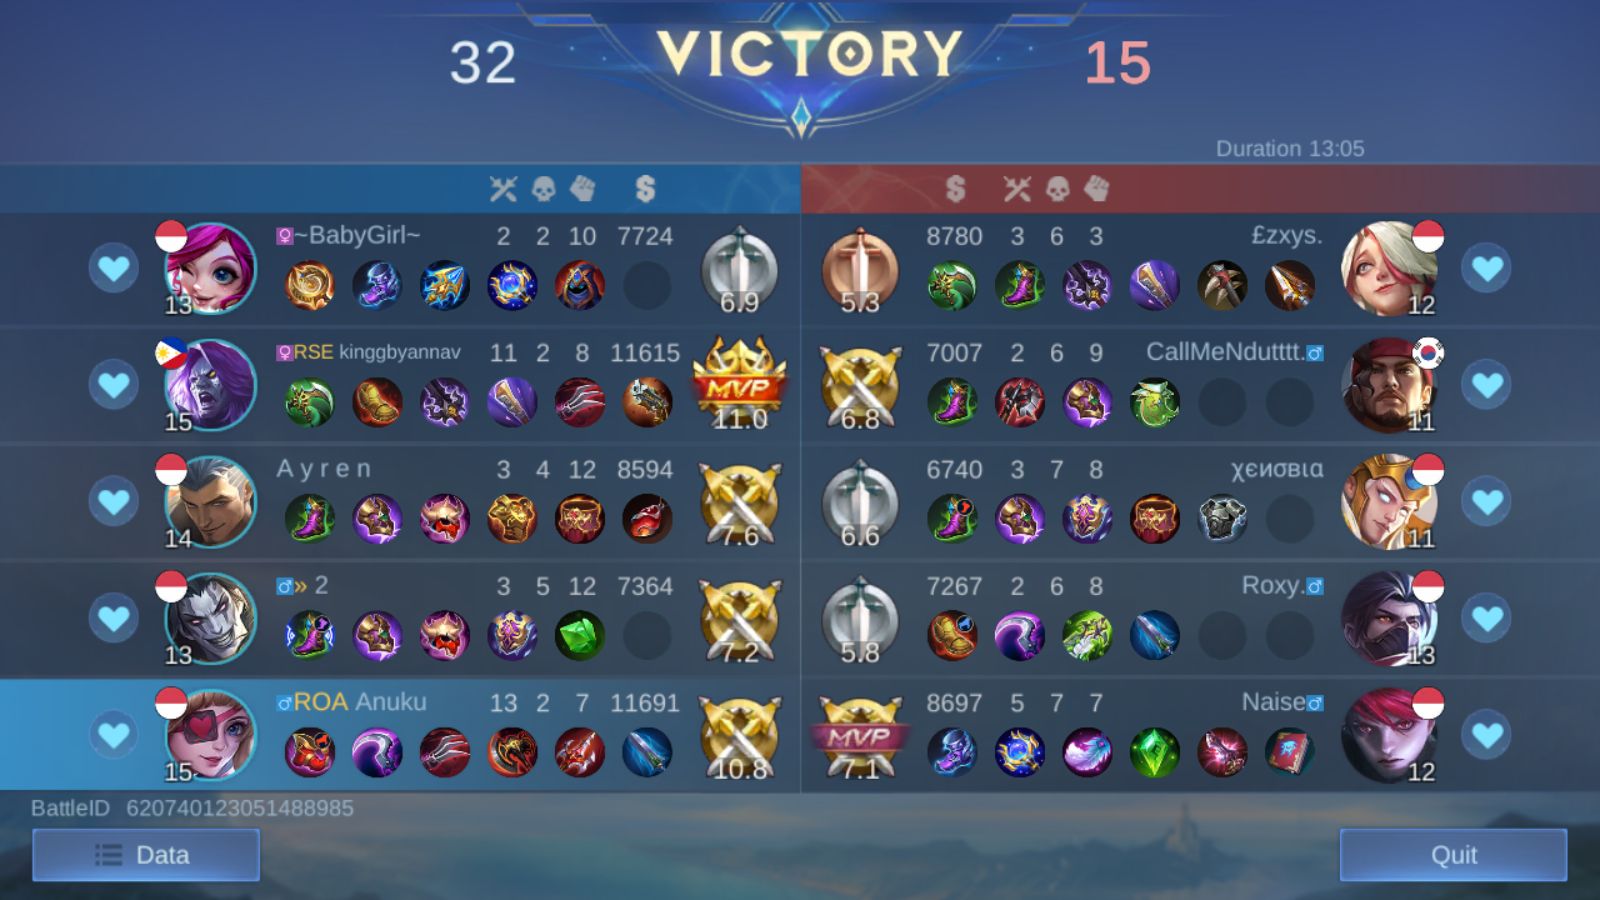 32 VICTORY 15
Duration 13:05
~BabyGirl~ 2 2 10 7724
13 6.9
8780 3 6 3 £zxys.
5.3 12
RSE kinggbyannav 11 2 8 11615
15 MVP 11.0
7007 2 6 9 CallMeNdutttt.
6.8 11
A y r e n 3 4 12 8594
14 7.6
6740 3 7 8 χєиσвια
6.6 11
» 2 3 5 12 7364
13 7.2
7267 2 6 8 Roxy.
5.8 13
ROA Anuku 13 2 7 11691
15 10.8
8697 5 7 7 Naise
MVP 7.1 12
BattleID 620740123051488985
Data
Quit